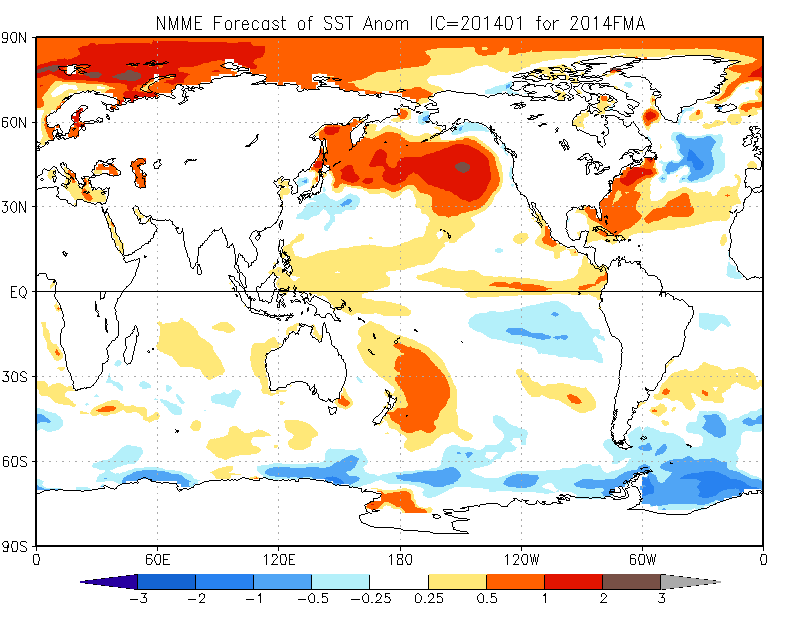 NMME Forecast of SST Anom IC=201401 for 2014FMA
90N
60N
30N
EQ
30S
60S
90S
0 60E 120E 180 120W 60W 0
-3 -2 -1 -0.5 -0.25 0.25 0.5 1 2 3